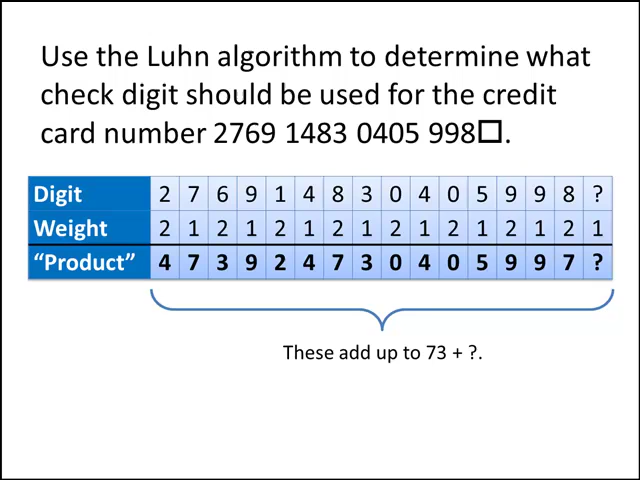 Use the Luhn algorithm to determine what
check digit should be used for the credit
card number 2769 1483 0405 998□.
Digit 2 7 6 9 1 4 8 3 0 4 0 5 9 9 8 ?
Weight 2 1 2 1 2 1 2 1 2 1 2 1 2 1 2 1
“Product” 4 7 3 9 2 4 7 3 0 4 0 5 9 9 7 ?
These add up to 73 + ?.